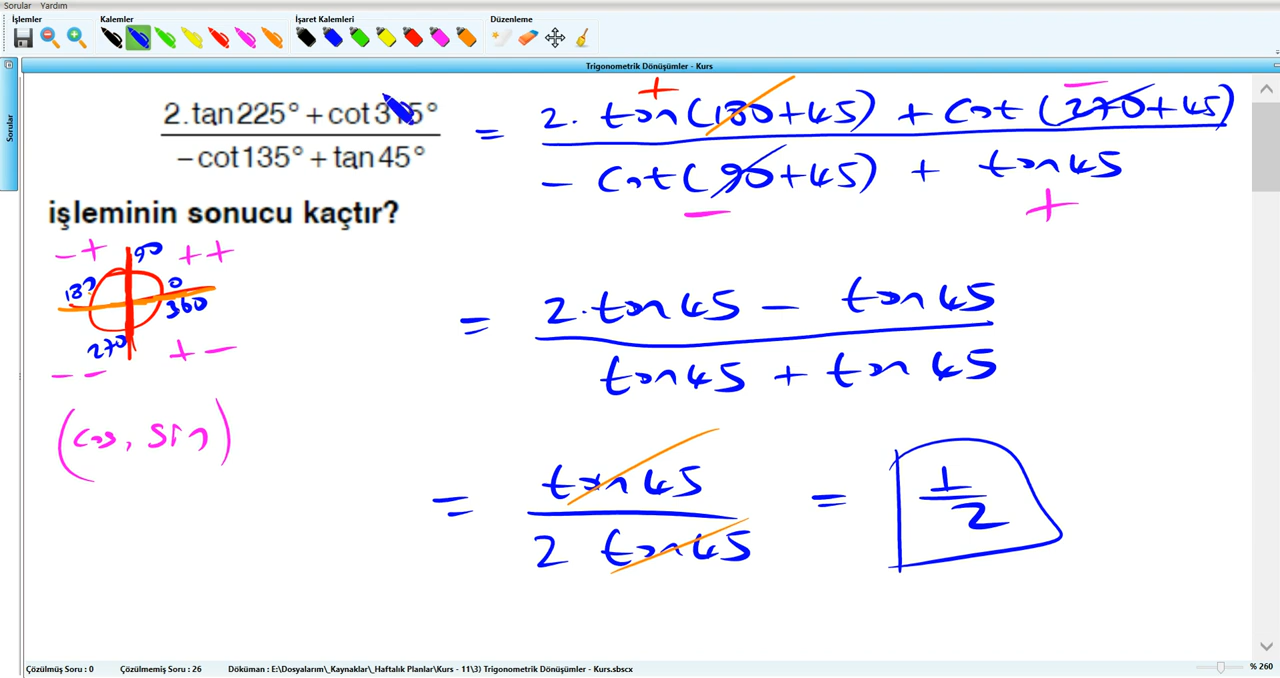 Sorular Yardım
İşlemler Kalemler İşaret Kalemleri Düzenleme
Trigonometrik Dönüşümler - Kurs
Sorular
2.tan225° + cot315° / -cot135° + tan45° = 2. tan(180+45) + cot(270+45) / - cot(90+45) + tan45
+ -
- +
işleminin sonucu kaçtır?
- + 90 + +
180 0
360
270 + -
- -
(cos, sin)
= 2.tan45 - tan45 / tan45 + tan45
= tan45 / 2 tan45 = 1/2
Çözülmüş Soru : 0 Çözülmemiş Soru : 26 Döküman : E:\Dosyalarım\_Kaynaklar\_Haftalık Planlar\Kurs - 11\3) Trigonometrik Dönüşümler - Kurs.sbscx % 260